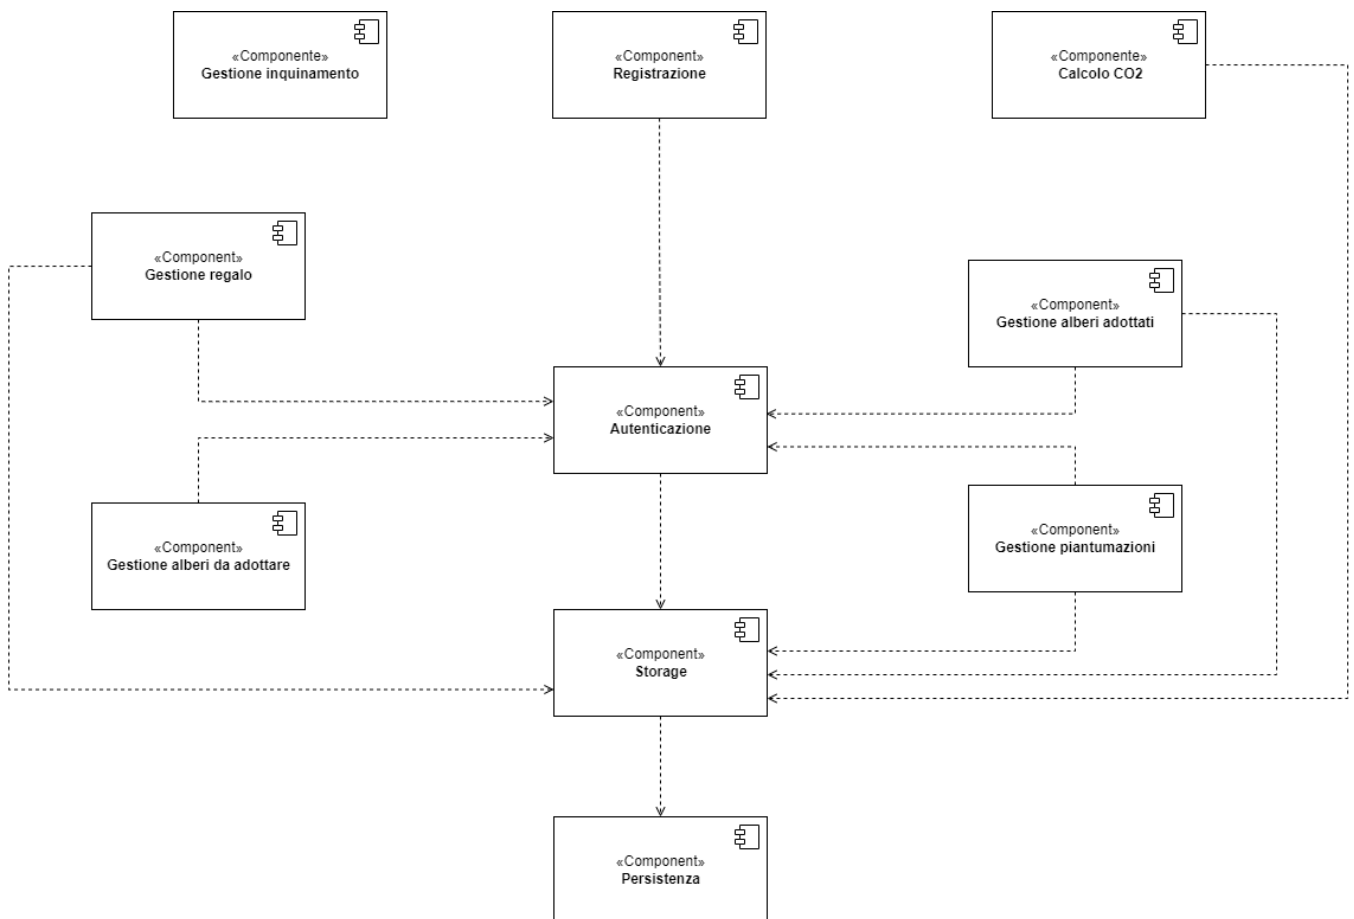 «Componente»
Gestione inquinamento
«Component»
Registrazione
«Componente»
Calcolo CO2
«Component»
Gestione regalo
«Component»
Gestione alberi adottati
«Component»
Autenticazione
«Component»
Gestione alberi da adottare
«Component»
Gestione piantumazioni
«Component»
Storage
«Component»
Persistenza